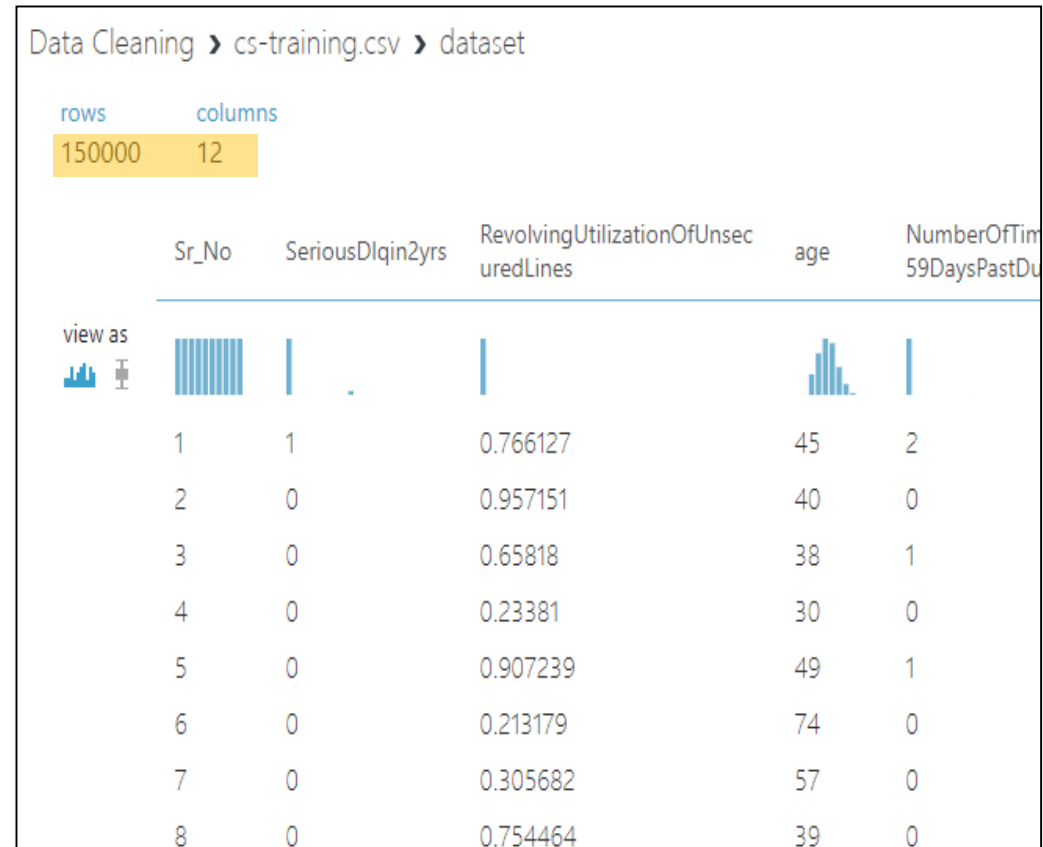 Data Cleaning › cs-training.csv › dataset
rows columns
150000 12
Sr_No SeriousDlqin2yrs RevolvingUtilizationOfUnsec age NumberOfTim
uredLines 59DaysPastDu
view as
1 1 0.766127 45 2
2 0 0.957151 40 0
3 0 0.65818 38 1
4 0 0.23381 30 0
5 0 0.907239 49 1
6 0 0.213179 74 0
7 0 0.305682 57 0
8 0 0.754464 39 0